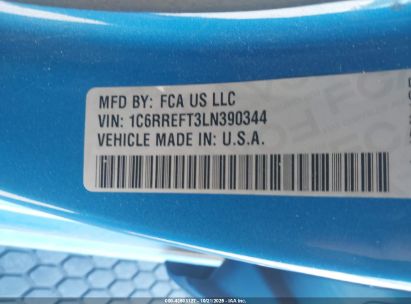 MFD BY: FCA US LLC
VIN: 1C6RREFT3LN390344
VEHICLE MADE IN: U.S.A.